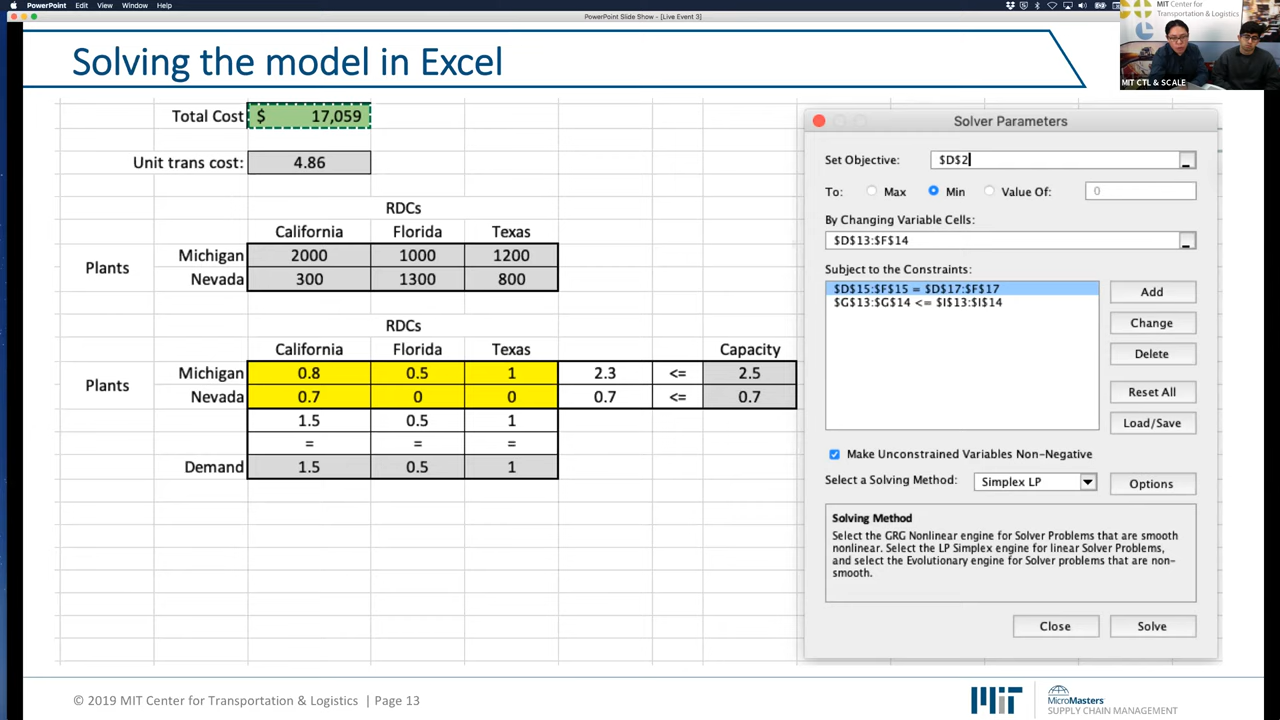 PowerPoint Edit View Window Help
PowerPoint Slide Show - [Live Event 3]
MIT Center for
Transportation & Logistics
MIT CTL & SCALE
Solving the model in Excel
Total Cost $ 17,059
Unit trans cost: 4.86
RDCs
California Florida Texas
Plants
Michigan 2000 1000 1200
Nevada 300 1300 800
RDCs
California Florida Texas Capacity
Plants
Michigan 0.8 0.5 1 2.3 <= 2.5
Nevada 0.7 0 0 0.7 <= 0.7
1.5 0.5 1
= = =
Demand 1.5 0.5 1
Solver Parameters
Set Objective: $D$2
To: Max Min Value Of: 0
By Changing Variable Cells:
$D$13:$F$14
Subject to the Constraints:
$D$15:$F$15 = $D$17:$F$17
$G$13:$G$14 <= $I$13:$I$14
Add
Change
Delete
Reset All
Load/Save
Make Unconstrained Variables Non-Negative
Select a Solving Method: Simplex LP Options
Solving Method
Select the GRG Nonlinear engine for Solver Problems that are smooth
nonlinear. Select the LP Simplex engine for linear Solver Problems,
and select the Evolutionary engine for Solver problems that are non-
smooth.
Close Solve
© 2019 MIT Center for Transportation & Logistics | Page 13
MIT
MicroMasters
SUPPLY CHAIN MANAGEMENT